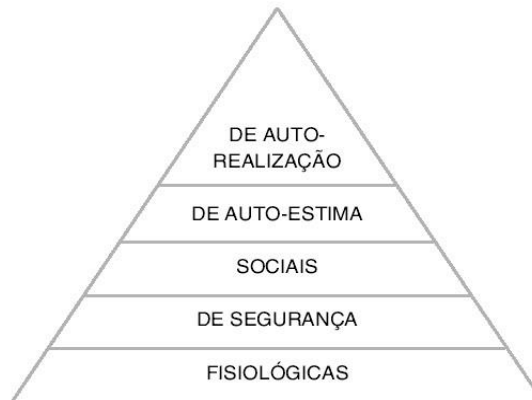 DE AUTO-
REALIZAÇÃO
DE AUTO-ESTIMA
SOCIAIS
DE SEGURANÇA
FISIOLÓGICAS